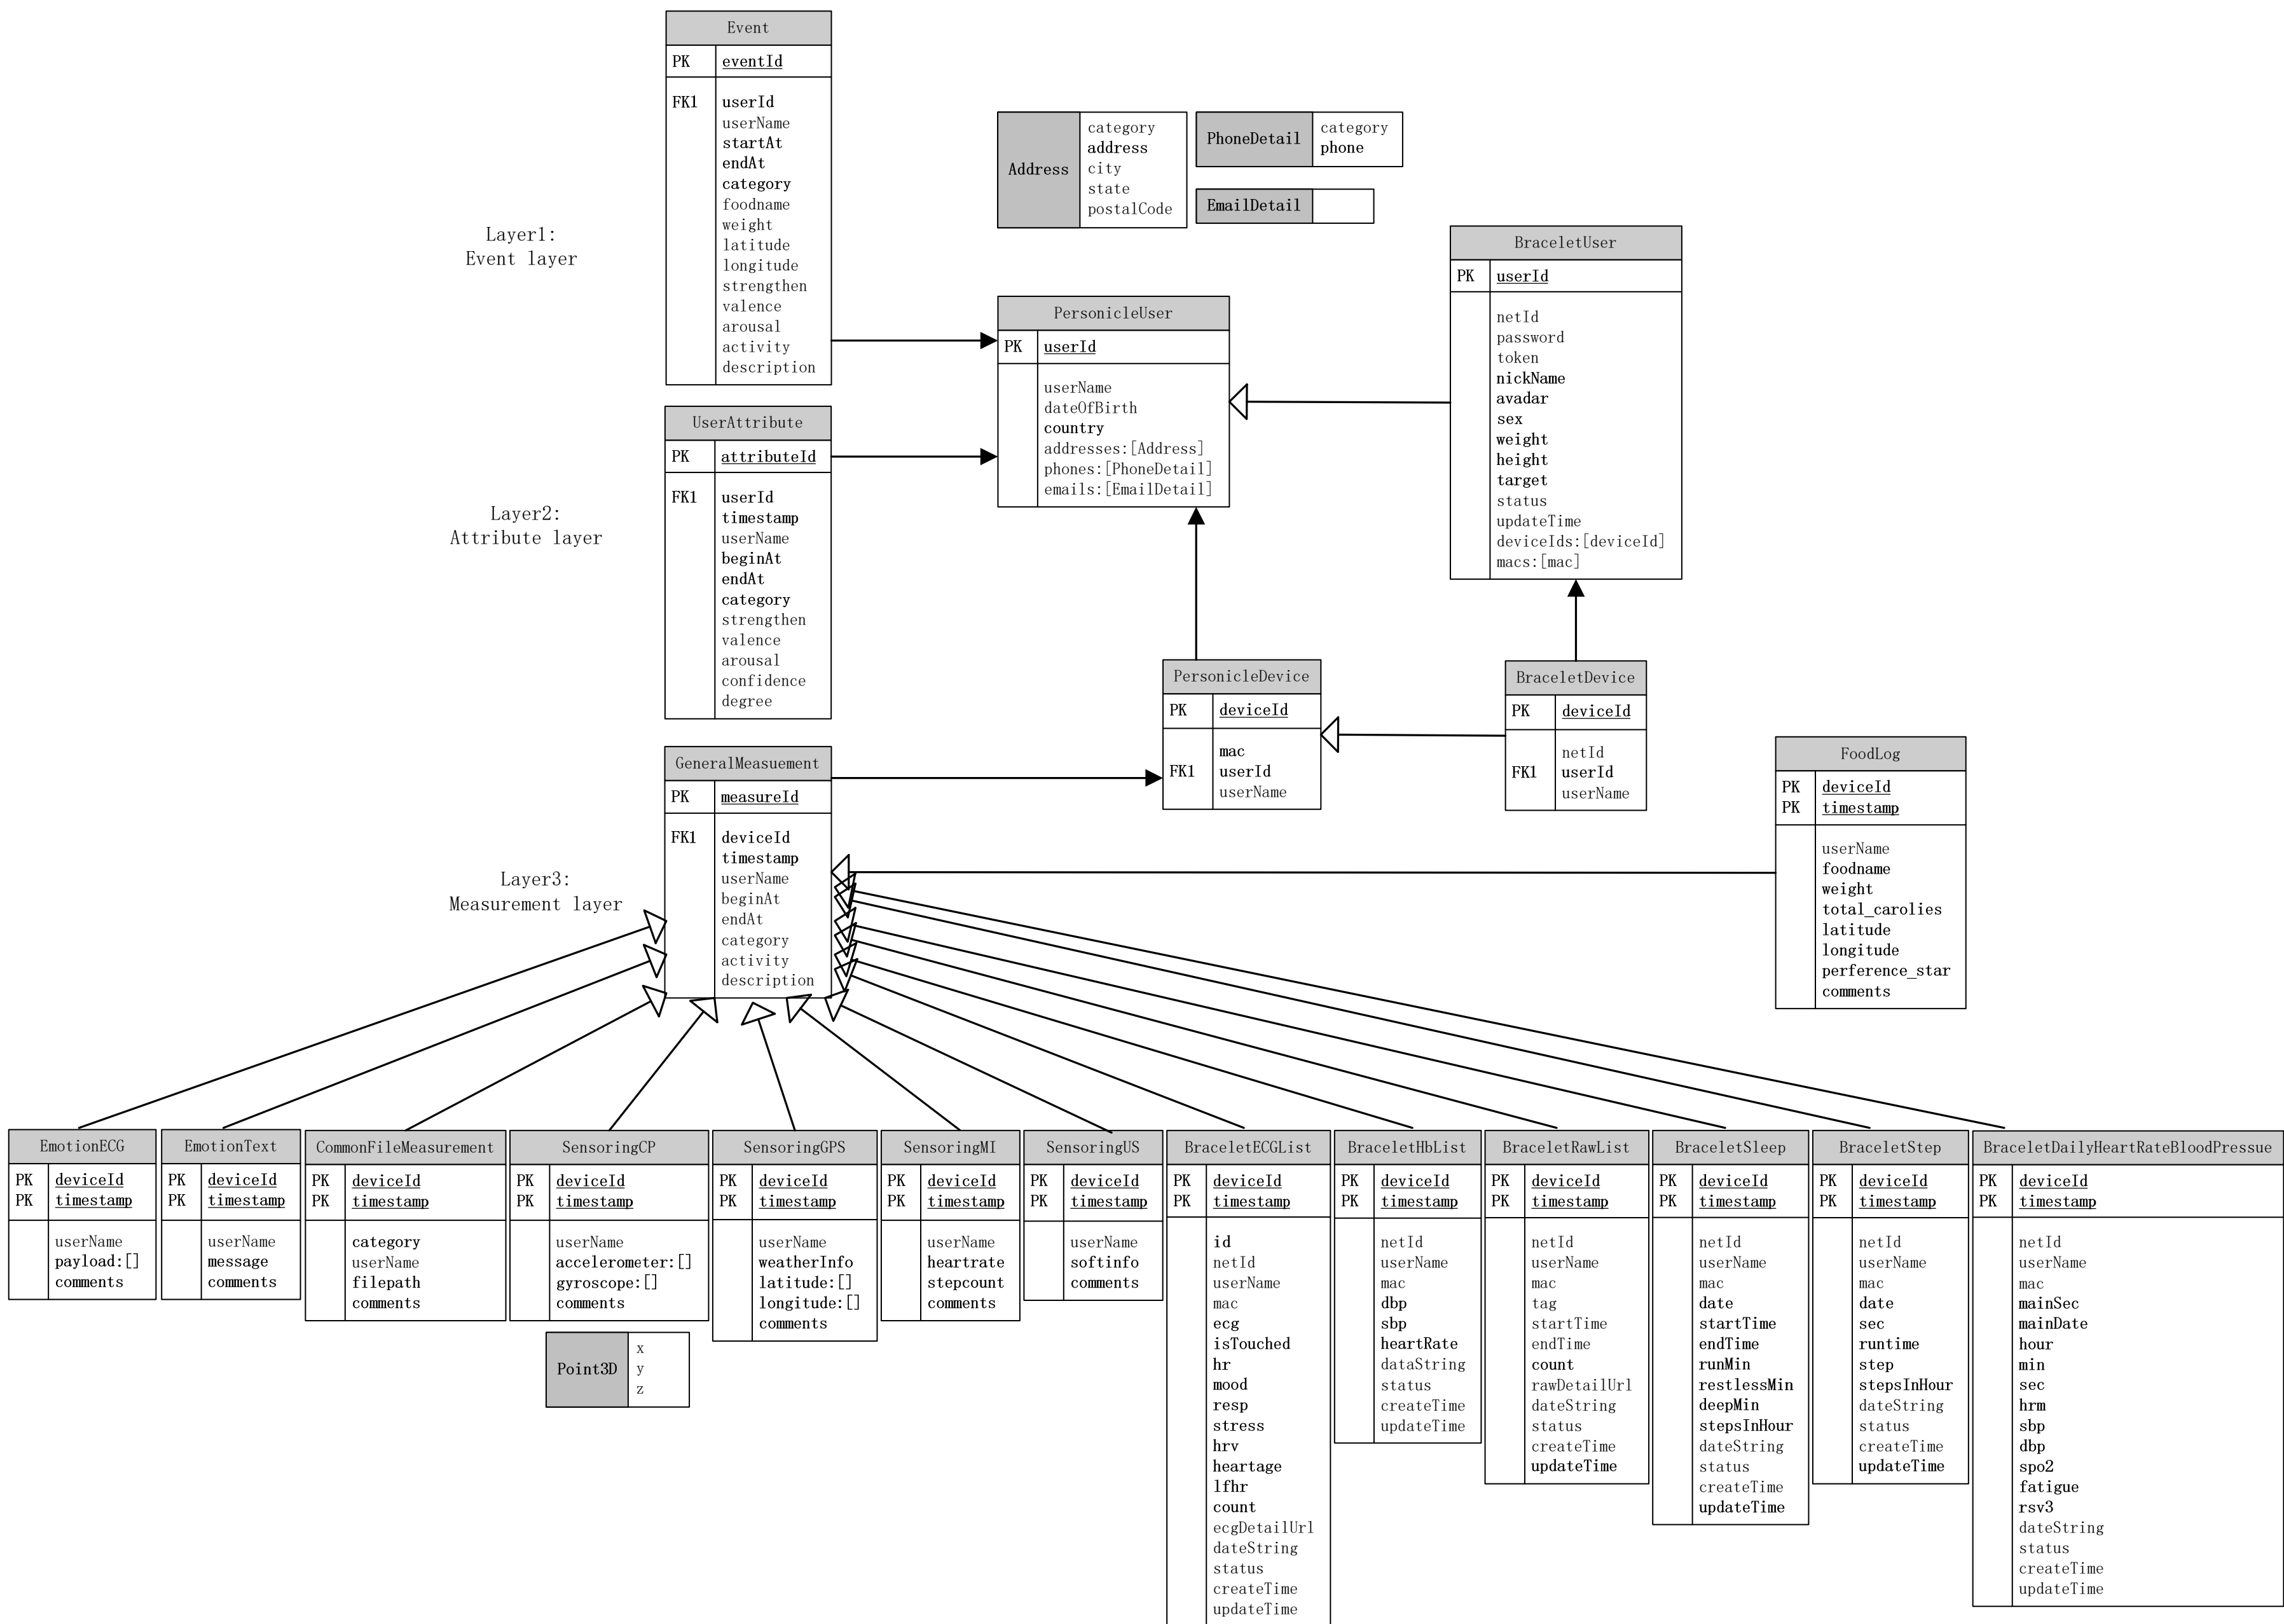 Event
PK eventId
FK1 userId
userName
startAt
endAt
category
foodname
weight
latitude
longitude
strengthen
valence
arousal
activity
description
Layer1:
Event layer
Address
category
address
city
state
postalCode
PhoneDetail
category
phone
EmailDetail
BraceletUser
PK userId
netId
password
token
nickName
avadar
sex
weight
height
target
status
updateTime
deviceIds:[deviceId]
macs:[mac]
PersonicleUser
PK userId
userName
dateOfBirth
country
addresses:[Address]
phones:[PhoneDetail]
emails:[EmailDetail]
UserAttribute
PK attributeId
FK1 userId
timestamp
userName
beginAt
endAt
category
strengthen
valence
arousal
confidence
degree
Layer2:
Attribute layer
PersonicleDevice
PK deviceId
mac
FK1 userId
userName
BraceletDevice
PK deviceId
netId
FK1 userId
userName
FoodLog
PK deviceId
PK timestamp
userName
foodname
weight
total_carolies
latitude
longitude
perference_star
comments
GeneralMeasuement
PK measureId
FK1 deviceId
timestamp
userName
beginAt
endAt
category
activity
description
Layer3:
Measurement layer
EmotionECG
PK deviceId
PK timestamp
userName
payload:[]
comments
EmotionText
PK deviceId
PK timestamp
userName
message
comments
CommonFileMeasurement
PK deviceId
PK timestamp
category
userName
filepath
comments
SensoringCP
PK deviceId
PK timestamp
userName
accelerometer:[]
gyroscope:[]
comments
Point3D
x
y
z
SensoringGPS
PK deviceId
PK timestamp
userName
weatherInfo
latitude:[]
longitude:[]
comments
SensoringMI
PK deviceId
PK timestamp
userName
heartrate
stepcount
comments
SensoringUS
PK deviceId
PK timestamp
userName
softinfo
comments
BraceletECGList
PK deviceId
PK timestamp
id
netId
userName
mac
ecg
isTouched
hr
mood
resp
stress
hrv
heartage
lfhr
count
ecgDetailUrl
dateString
status
createTime
updateTime
BraceletHbList
PK deviceId
PK timestamp
netId
userName
mac
dbp
sbp
heartRate
dataString
status
createTime
updateTime
BraceletRawList
PK deviceId
PK timestamp
netId
userName
mac
tag
startTime
endTime
count
rawDetailUrl
dateString
status
createTime
updateTime
BraceletSleep
PK deviceId
PK timestamp
netId
userName
mac
date
startTime
endTime
runMin
restlessMin
deepMin
stepsInHour
dateString
status
createTime
updateTime
BraceletStep
PK deviceId
PK timestamp
netId
userName
mac
date
sec
runtime
step
stepsInHour
dateString
status
createTime
updateTime
BraceletDailyHeartRateBloodPressue
PK deviceId
PK timestamp
netId
userName
mac
mainSec
mainDate
hour
min
sec
hrm
sbp
dbp
spo2
fatigue
rsv3
dateString
status
createTime
updateTime